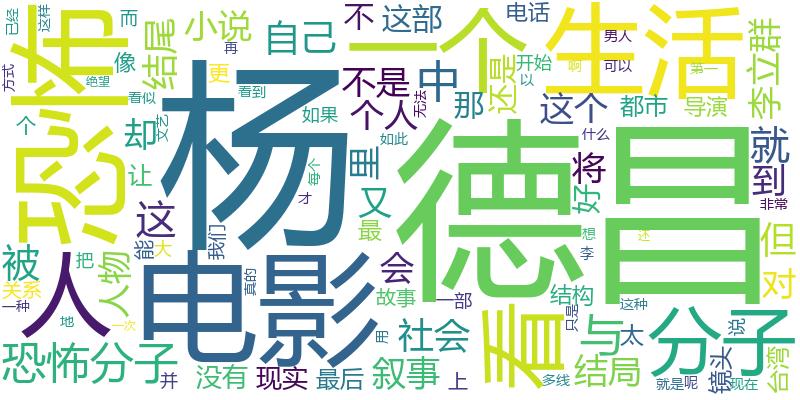 已经
这样
而
像
小说
自己
不
这部
电话
一个
生活
恐怖
方式
绝望
结尾
更
再
看似
看到
如果
不是
个人
无法
中
那
还是
开始
以
男人
可以
啊
第一
李立群
个
却
文艺
让
杨
里
每个
如此
德昌
这个
什么
都市
导演
将
好
就
到
非常
这
又
才
最
能
大
我们
会
想
李
还
但
对
被
人
把
人物
电影
真的
关系
一种
地
一次
故事
一部
看
结构
只是
这种
分子
与
太
说
镜头
台湾
恐怖分子
并
没有
现实
最后
用
社会
叙事
上
多线
结局
就是
呢
现在